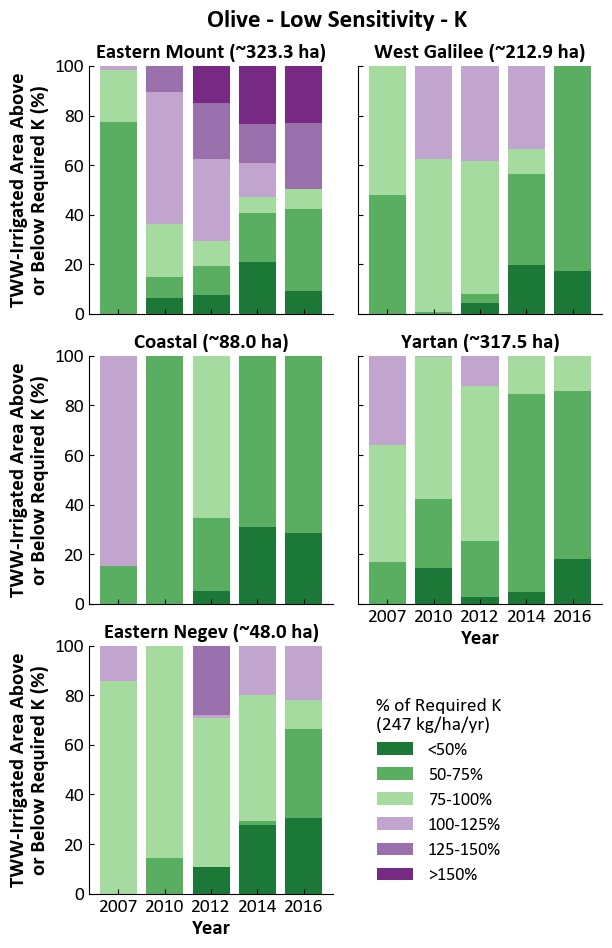 Olive - Low Sensitivity - K
Eastern Mount (~323.3 ha)
West Galilee (~212.9 ha)
TWW-Irrigated Area Above
or Below Required K (%)
100
80
60
40
20
0
Coastal (~88.0 ha)
Yartan (~317.5 ha)
TWW-Irrigated Area Above
or Below Required K (%)
100
80
60
40
20
0
2007 2010 2012 2014 2016
Year
Eastern Negev (~48.0 ha)
TWW-Irrigated Area Above
or Below Required K (%)
100
80
60
40
20
0
2007 2010 2012 2014 2016
Year
% of Required K
(247 kg/ha/yr)
<50%
50-75%
75-100%
100-125%
125-150%
>150%